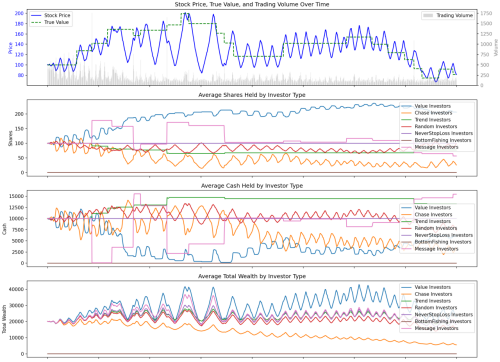 Stock Price, True Value, and Trading Volume Over Time
Stock Price
True Value
Trading Volume
Price
Volume
200
180
160
140
120
100
80
1750
1500
1250
1000
750
500
250
0
Average Shares Held by Investor Type
Shares
200
150
100
50
0
Value Investors
Chase Investors
Trend Investors
Random Investors
NeverStopLoss Investors
BottomFishing Investors
Message Investors
Average Cash Held by Investor Type
Cash
15000
12500
10000
7500
5000
2500
0
Value Investors
Chase Investors
Trend Investors
Random Investors
NeverStopLoss Investors
BottomFishing Investors
Message Investors
Average Total Wealth by Investor Type
Total Wealth
40000
30000
20000
10000
0
Value Investors
Chase Investors
Trend Investors
Random Investors
NeverStopLoss Investors
BottomFishing Investors
Message Investors